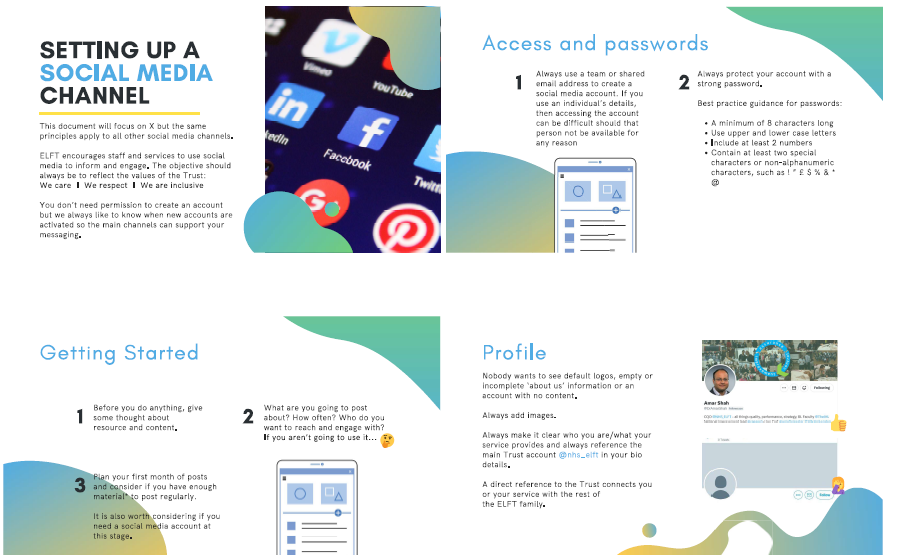 SETTING UP A
SOCIAL MEDIA
CHANNEL
This document will focus on X but the same
principles apply to all other social media channels.
ELFT encourages staff and services to use social
media to inform and engage. The objective should
always be to reflect the values of the Trust:
We care I We respect I We are inclusive
You don't need permission to create an account
but we always like to know when new accounts are
activated so the main channels can support your
messaging.
Vimeo
YouTube
Facebook
Access and passwords
1
Always use a team or shared
email address to create a
social media account. If you
use an individual's details,
then accessing the account
can be difficult should that
person not be available for
any reason
2
Always protect your account with a
strong password.
Best practice guidance for passwords:
• A minimum of 8 characters long
• Use upper and lower case letters
• Include at least 2 numbers
• Contain at least two special
characters or non-alphanumeric
characters, such as ! " £ $ % & *
@
Getting Started
1
Before you do anything, give
some thought about
resource and content.
2
What are you going to post
about? How often? Who do you
want to reach and engage with?
If you aren't going to use it...
3
Plan your first month of posts
and consider if you have enough
material* to post regularly.
It is also worth considering if you
need a social media account at
this stage.
Profile
Nobody wants to see default logos, empty or
incomplete 'about us' information or an
account with no content.
Always add images.
Always make it clear who you are/what your
service provides and always reference the
main Trust account @nhs_elft in your bio
details.
A direct reference to the Trust connects you
or your service with the rest of
the ELFT family.
Following
Amar Shah
Follow